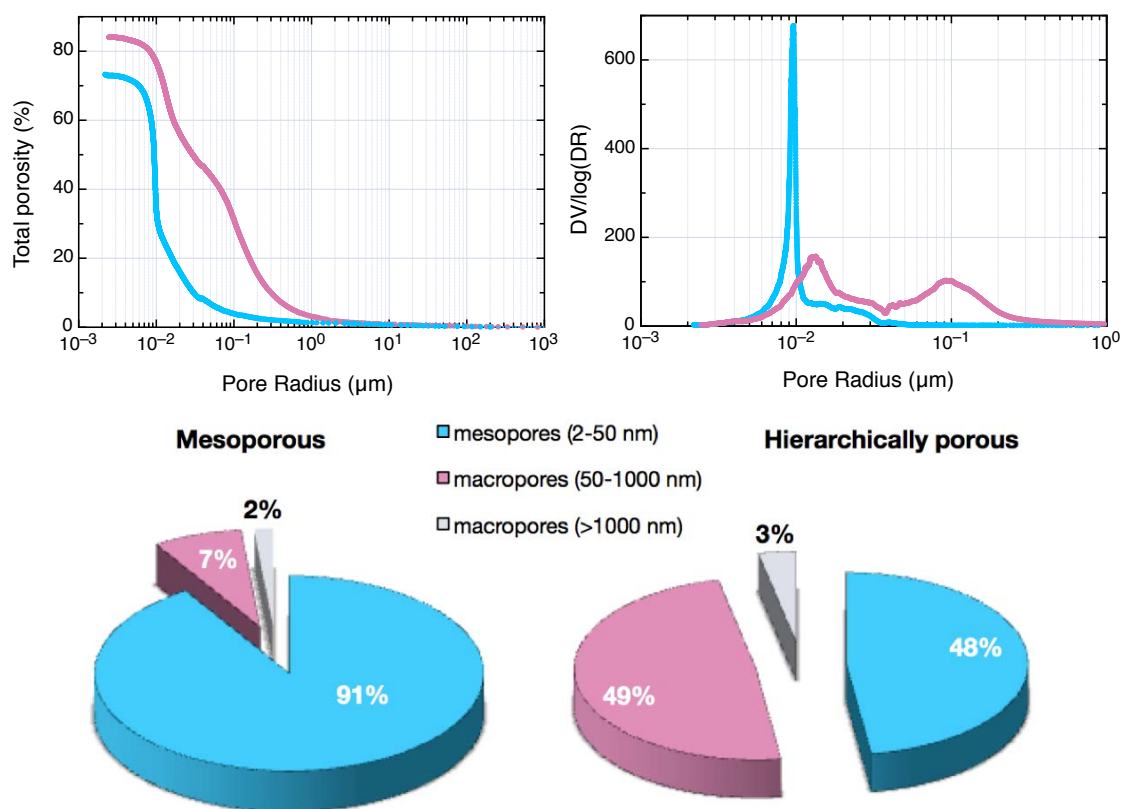 Total porosity (%)
80
60
40
20
0
10⁻³ 10⁻² 10⁻¹ 10⁰ 10¹ 10² 10³
Pore Radius (μm)
DV/log(DR)
600
400
200
0
10⁻³ 10⁻² 10⁻¹ 10⁰
Pore Radius (μm)
Mesoporous
mesopores (2-50 nm)
macropores (50-1000 nm)
macropores (>1000 nm)
Hierarchically porous
2%
7%
91%
3%
48%
49%